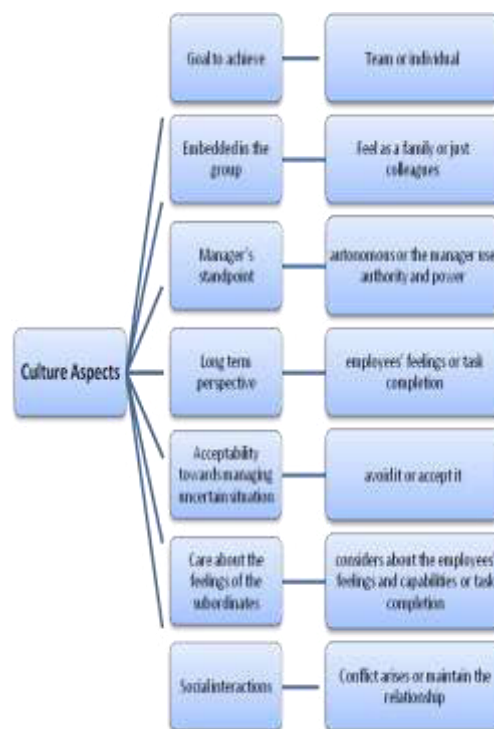 Culture Aspects
Goal to achieve
Team or individual
Embedded in the
group
Feel as a family or just
colleagues
Manager's
standpoint
autonomous or the manager use
authority and power
Long term
perspective
employees' feelings or task
completion
Acceptability
towards managing
uncertain situation
avoid it or accept it
Care about the
feelings of the
subordinates
considers about the employees'
feelings and capabilities or task
completion
Social interactions
Conflict arises or maintain the
relationship